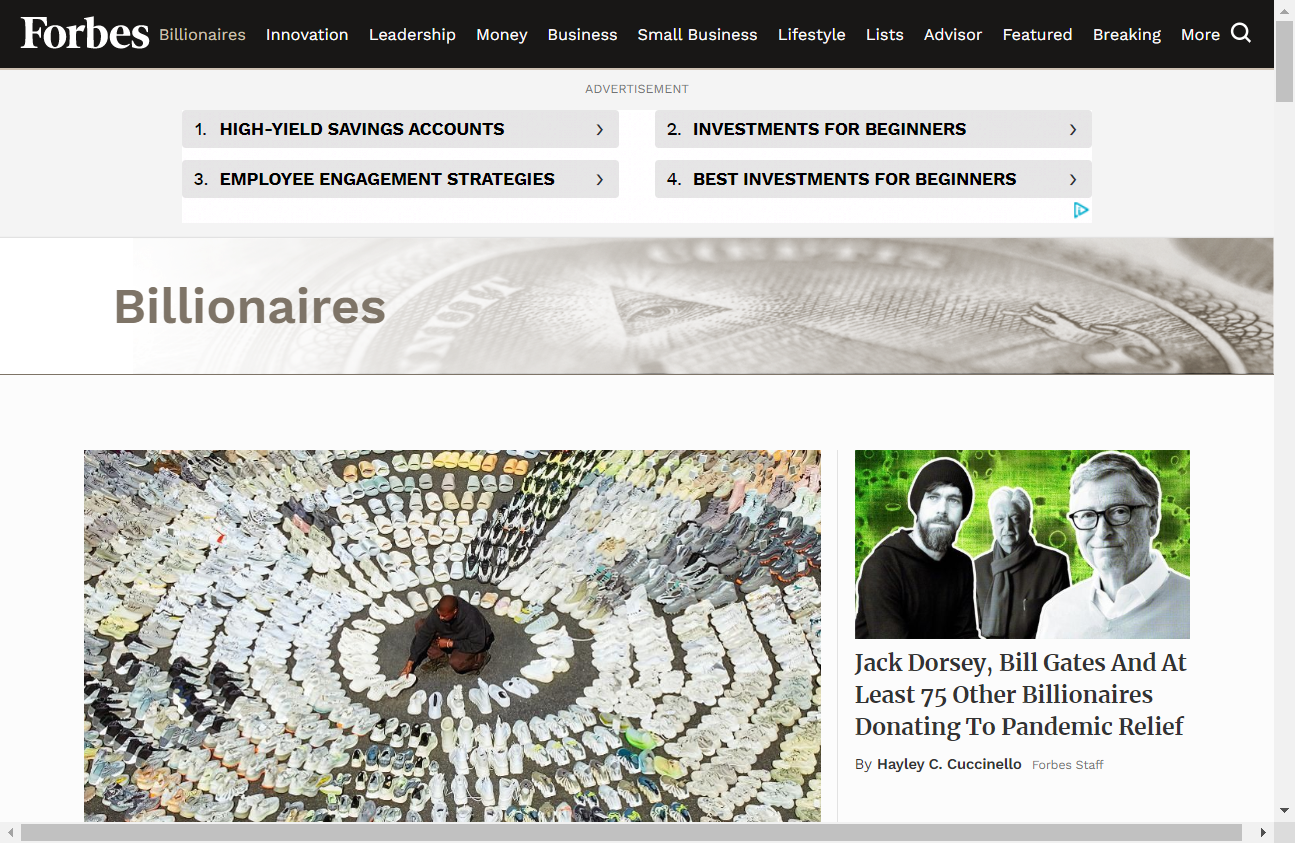 Forbes Billionaires Innovation Leadership Money Business Small Business Lifestyle Lists Advisor Featured Breaking More
ADVERTISEMENT
1. HIGH-YIELD SAVINGS ACCOUNTS
2. INVESTMENTS FOR BEGINNERS
3. EMPLOYEE ENGAGEMENT STRATEGIES
4. BEST INVESTMENTS FOR BEGINNERS
Billionaires
Jack Dorsey, Bill Gates And At
Least 75 Other Billionaires
Donating To Pandemic Relief
By Hayley C. Cuccinello Forbes Staff